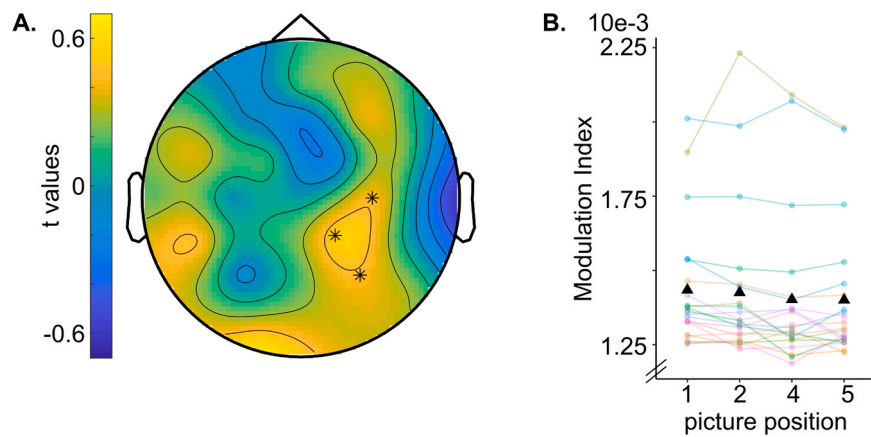 A.
0.6
0
-0.6
t values
B.
10e-3
2.25
1.75
1.25
Modulation Index
1 2 4 5
picture position